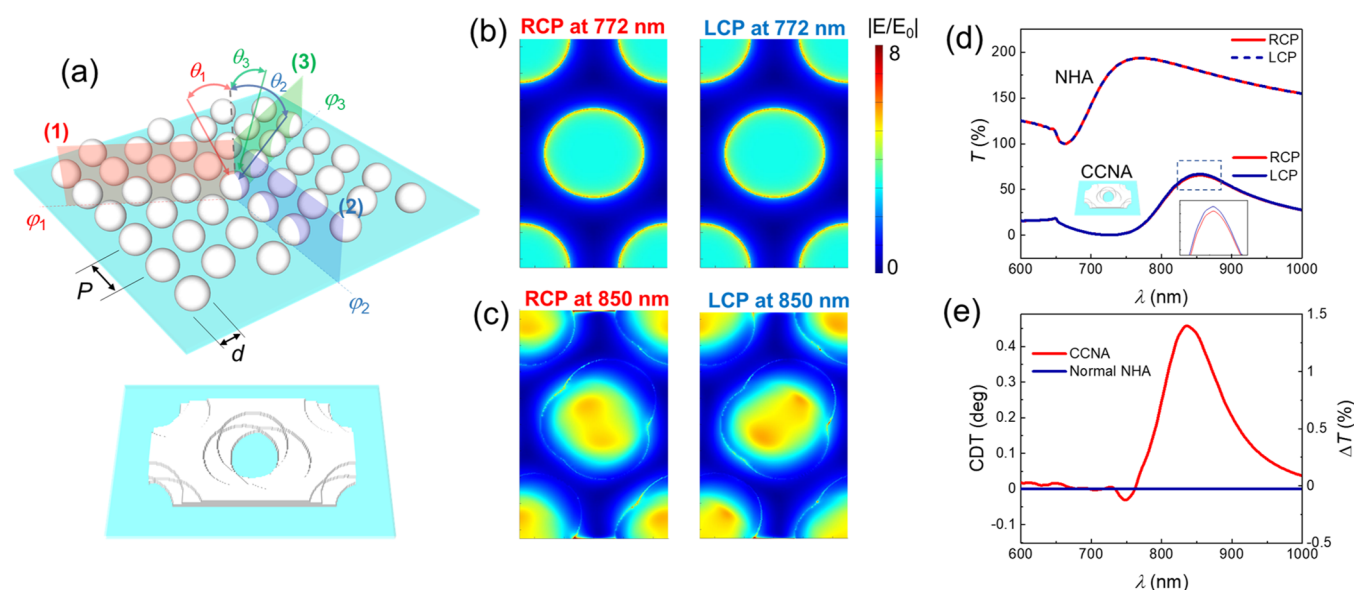 (a)
θ1
θ3
θ2
(3)
φ3
(1)
(2)
φ1
φ2
P
d
(b)
RCP at 772 nm
LCP at 772 nm
|E/E0|
8
0
(c)
RCP at 850 nm
LCP at 850 nm
(d)
T (%)
200
150
100
50
0
NHA
RCP
LCP
CCNA
RCP
LCP
600
700
800
900
1000
λ (nm)
(e)
CDT (deg)
0.4
0.3
0.2
0.1
0
-0.1
CCNA
Normal NHA
1.5
1
0.5
0
-0.5
ΔT (%)
600
700
800
900
1000
λ (nm)